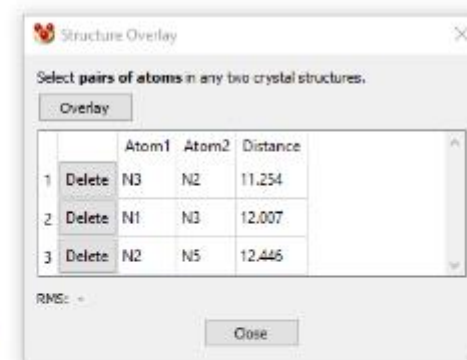 Structure Overlay
Select pairs of atoms in any two crystal structures.
Overlay
Atom1 Atom2 Distance
1 Delete N3 N2 11.254
2 Delete N1 N3 12.007
3 Delete N2 N5 12.446
RMS: -
Close